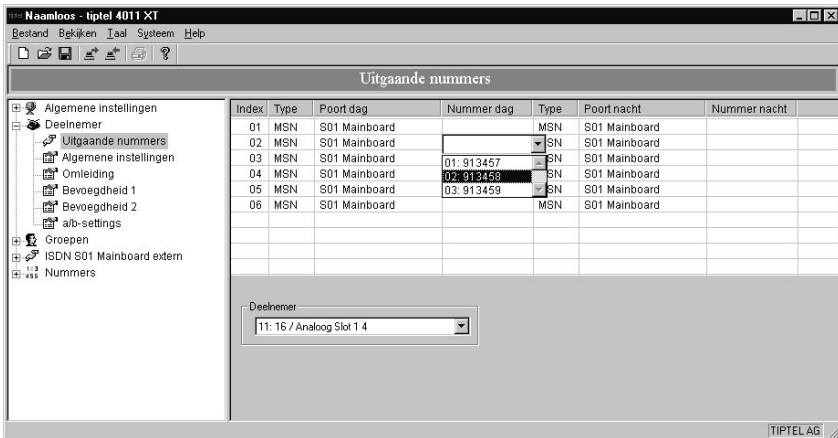 Naamloos - tiptel 4011 XT
Bestand Bekijken Taal Systeem Help
Uitgaande nummers
Algemene instellingen
Deelnemer
Uitgaande nummers
Algemene instellingen
Omleiding
Bevoegdheid 1
Bevoegdheid 2
a/b-settings
Groepen
ISDN S01 Mainboard extern
Nummers
Index Type Poort dag Nummer dag Type Poort nacht Nummer nacht
01 MSN S01 Mainboard MSN S01 Mainboard
02 MSN S01 Mainboard SN S01 Mainboard
03 MSN S01 Mainboard 01: 913457 SN S01 Mainboard
04 MSN S01 Mainboard 02: 913458 SN S01 Mainboard
05 MSN S01 Mainboard 03: 913459 SN S01 Mainboard
06 MSN S01 Mainboard MSN S01 Mainboard
Deelnemer
11: 16 / Analoog Slot 1 4
TIPTEL AG